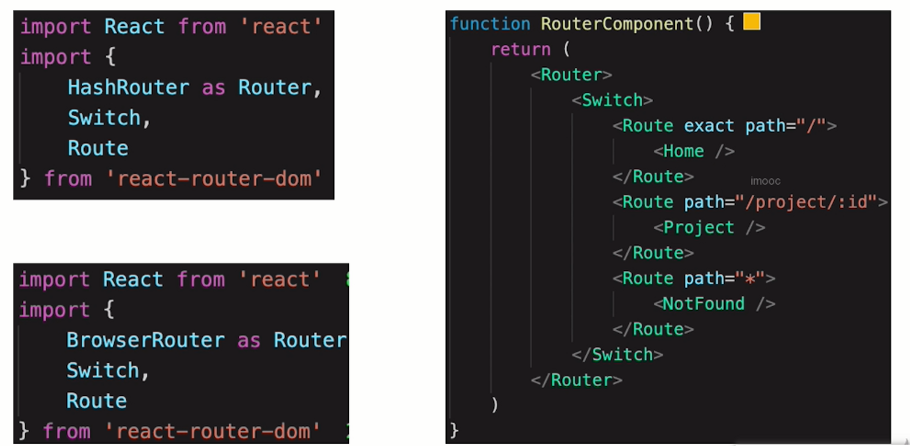 import React from 'react'
import {
    HashRouter as Router,
    Switch,
    Route
} from 'react-router-dom'
import React from 'react'
import {
    BrowserRouter as Router
    Switch,
    Route
} from 'react-router-dom'
function RouterComponent() {
    return (
        <Router>
            <Switch>
                <Route exact path="/">
                    <Home />
                </Route>
imooc
                <Route path="/project/:id">
                    <Project />
                </Route>
                <Route path="*">
                    <NotFound />
                </Route>
            </Switch>
        </Router>
    )
}